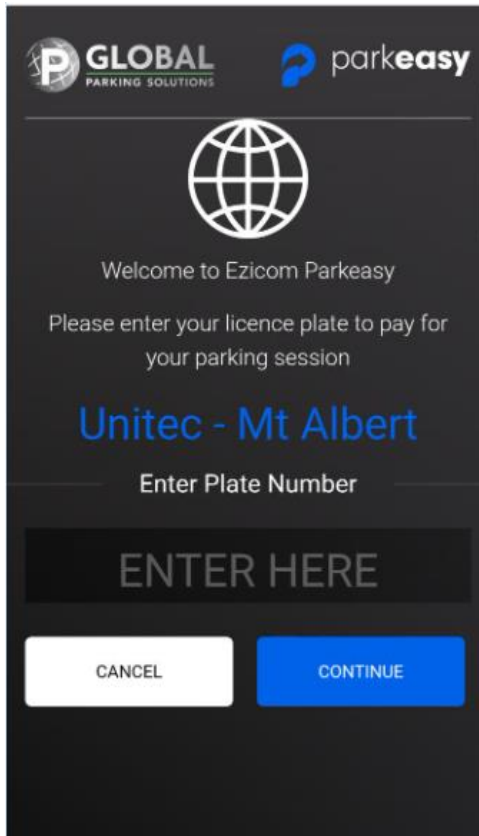 GLOBAL
PARKING SOLUTIONS
parkeasy
Welcome to Ezicom Parkeasy
Please enter your licence plate to pay for
your parking session
Unitec - Mt Albert
Enter Plate Number
ENTER HERE
CANCEL
CONTINUE